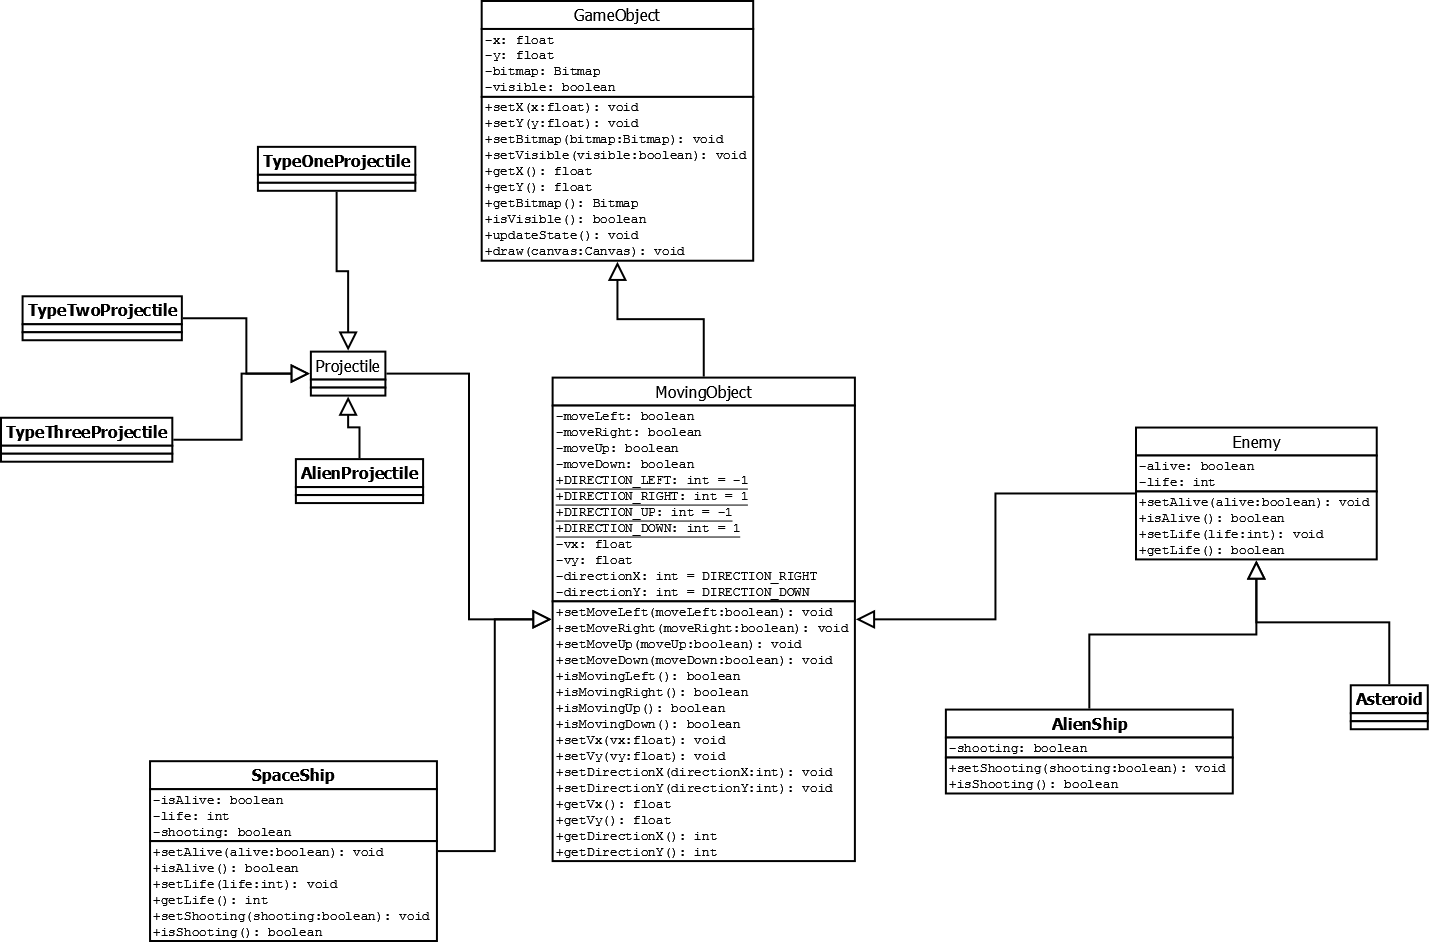 GameObject
-x: float
-y: float
-bitmap: Bitmap
-visible: boolean
+setX(x:float): void
+setY(y:float): void
+setBitmap(bitmap:Bitmap): void
+setVisible(visible:boolean): void
+getX(): float
+getY(): float
+getBitmap(): Bitmap
+isVisible(): boolean
+updateState(): void
+draw(canvas:Canvas): void
TypeOneProjectile
TypeTwoProjectile
Projectile
TypeThreeProjectile
AlienProjectile
MovingObject
-moveLeft: boolean
-moveRight: boolean
-moveUp: boolean
-moveDown: boolean
+DIRECTION_LEFT: int = -1
+DIRECTION_RIGHT: int = 1
+DIRECTION_UP: int = -1
+DIRECTION_DOWN: int = 1
-vx: float
-vy: float
-directionX: int = DIRECTION_RIGHT
-directionY: int = DIRECTION_DOWN
+setMoveLeft(moveLeft:boolean): void
+setMoveRight(moveRight:boolean): void
+setMoveUp(moveUp:boolean): void
+setMoveDown(moveDown:boolean): void
+isMovingLeft(): boolean
+isMovingRight(): boolean
+isMovingUp(): boolean
+isMovingDown(): boolean
+setVx(vx:float): void
+setVy(vy:float): void
+setDirectionX(directionX:int): void
+setDirectionY(directionY:int): void
+getVx(): float
+getVy(): float
+getDirectionX(): int
+getDirectionY(): int
Enemy
-alive: boolean
-life: int
+setAlive(alive:boolean): void
+isAlive(): boolean
+setLife(life:int): void
+getLife(): boolean
AlienShip
-shooting: boolean
+setShooting(shooting:boolean): void
+isShooting(): boolean
Asteroid
SpaceShip
-isAlive: boolean
-life: int
-shooting: boolean
+setAlive(alive:boolean): void
+isAlive(): boolean
+setLife(life:int): void
+getLife(): int
+setShooting(shooting:boolean): void
+isShooting(): boolean